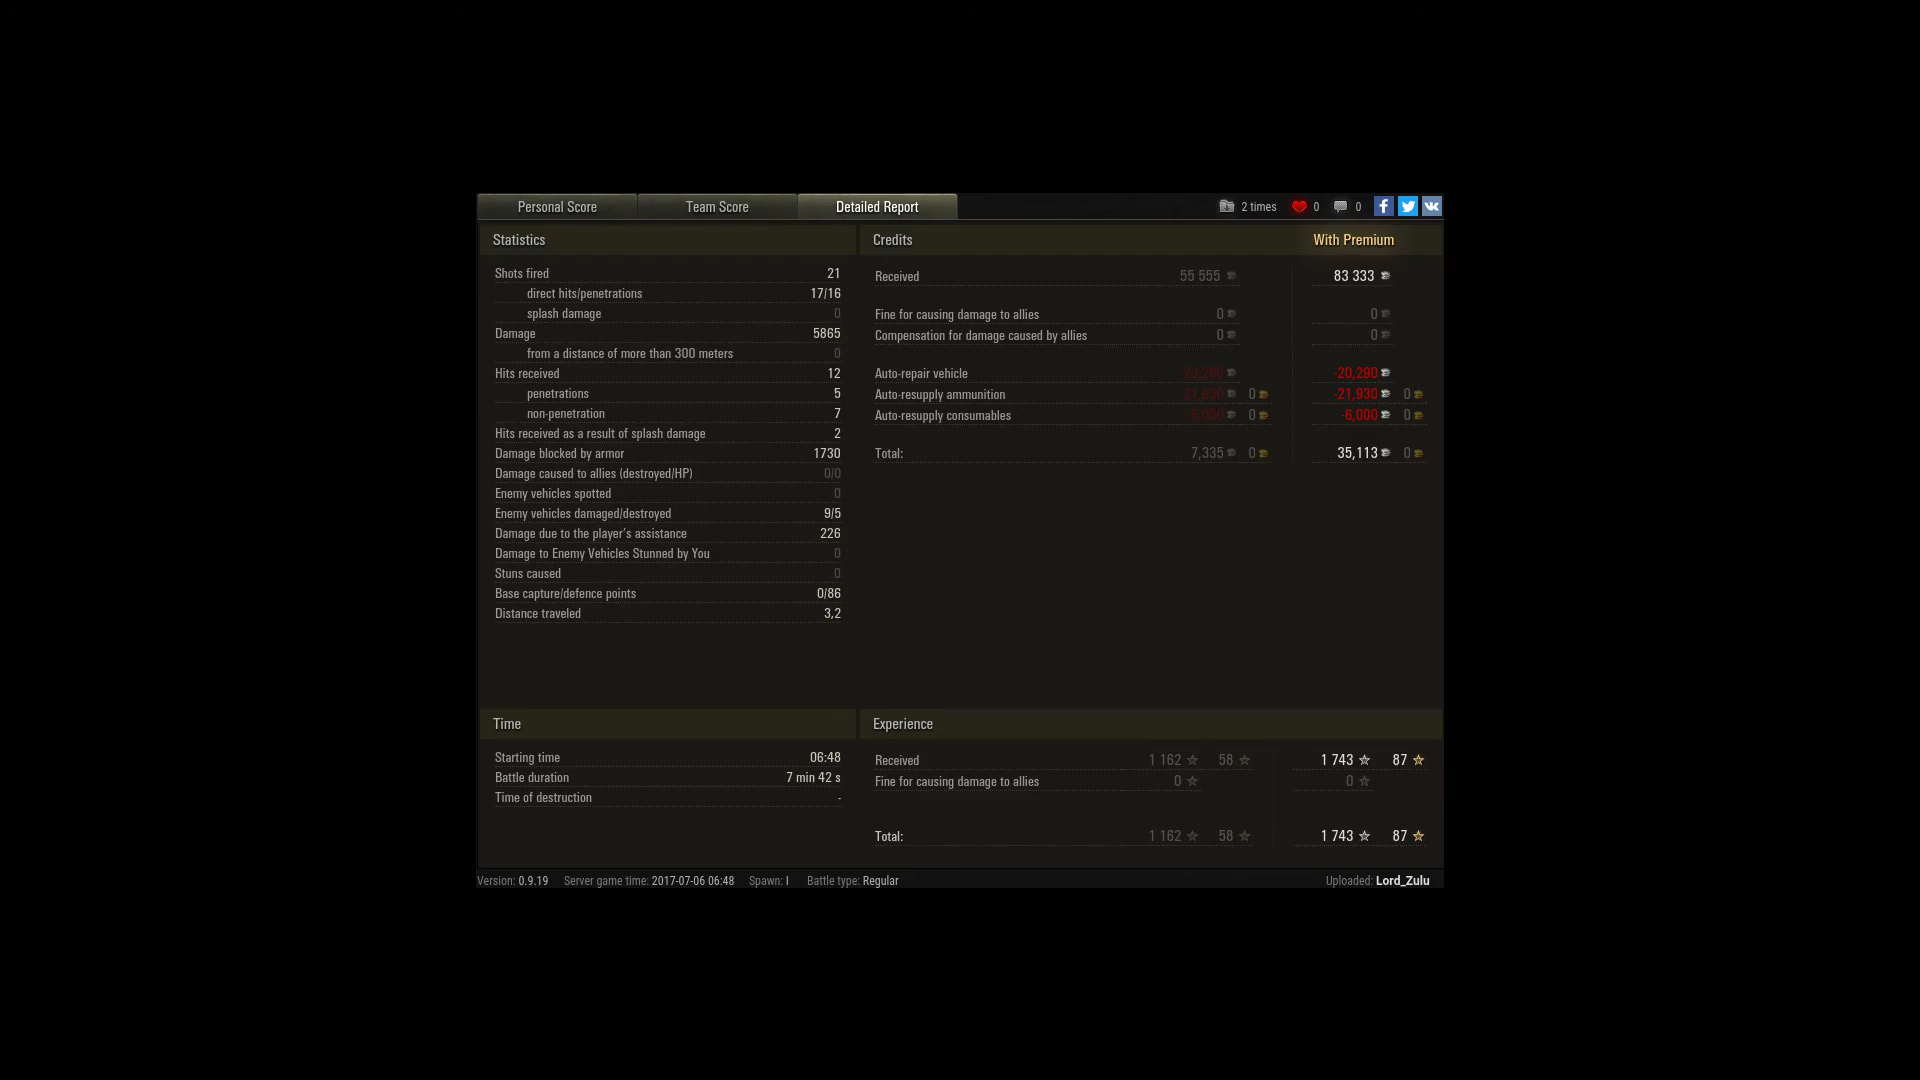 Personal Score Team Score Detailed Report 2 times 0 0
Statistics
Shots fired 21
direct hits/penetrations 17/16
splash damage 0
Damage 5865
from a distance of more than 300 meters 0
Hits received 12
penetrations 5
non-penetration 7
Hits received as a result of splash damage 2
Damage blocked by armor 1730
Damage caused to allies (destroyed/HP) 0/0
Enemy vehicles spotted 0
Enemy vehicles damaged/destroyed 9/5
Damage due to the player's assistance 226
Damage to Enemy Vehicles Stunned by You 0
Stuns caused 0
Base capture/defence points 0/86
Distance traveled 3,2
Credits With Premium
Received 55 555 83 333
Fine for causing damage to allies 0 0
Compensation for damage caused by allies 0 0
Auto-repair vehicle -20,290 -20,290
Auto-resupply ammunition -21,930 0 -21,930 0
Auto-resupply consumables -6,000 0 -6,000 0
Total: 7,335 0 35,113 0
Time
Starting time 06:48
Battle duration 7 min 42 s
Time of destruction -
Experience
Received 1 162 58 1 743 87
Fine for causing damage to allies 0 0
Total: 1 162 58 1 743 87
Version: 0.9.19 Server game time: 2017-07-06 06:48 Spawn: I Battle type: Regular Uploaded: Lord_Zulu